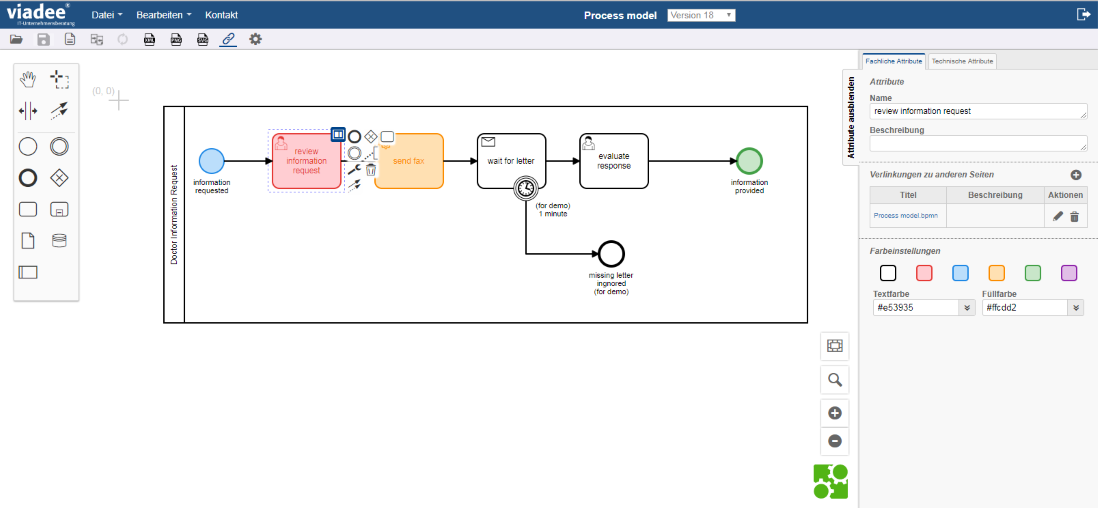 viadee®
IT-Unternehmensberatung
Datei
Bearbeiten
Kontakt
Process model
Version 18
XML
PNG
SVG
(0, 0)
Doctor Information Request
information
requested
review
information
request
send fax
wait for letter
(for demo)
1 minute
evaluate
response
information
provided
missing letter
ingnored
(for demo)
Attribute ausblenden
Fachliche Attribute
Technische Attribute
Attribute
Name
review information request
Beschreibung
Verlinkungen zu anderen Seiten
Titel
Beschreibung
Aktionen
Process model.bpmn
Farbeinstellungen
Textfarbe
Füllfarbe
#e53935
#ffcdd2